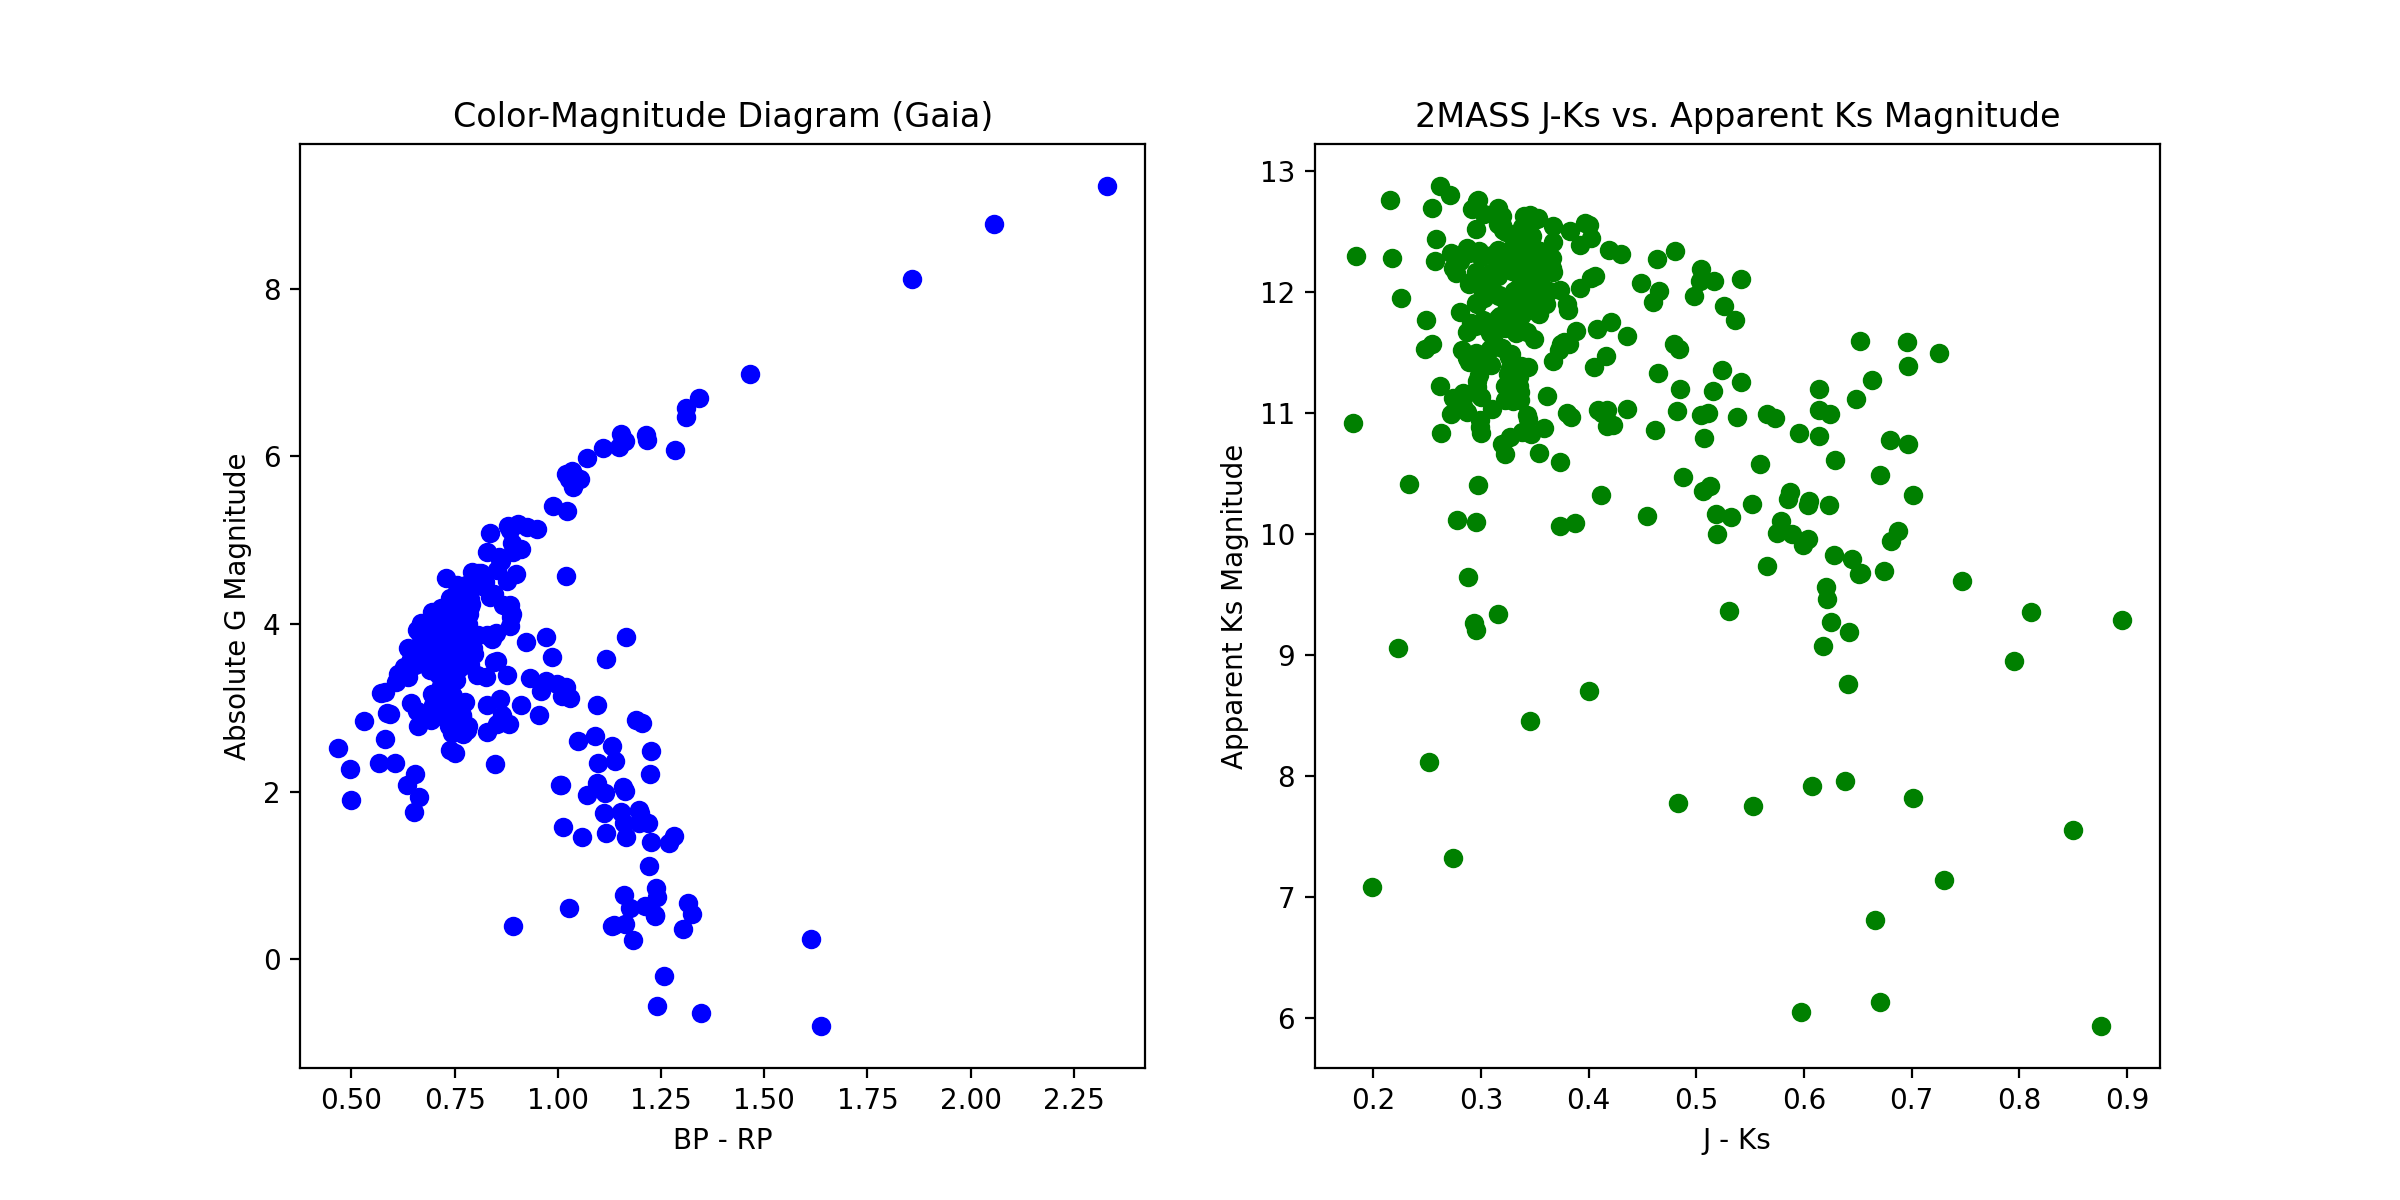 Color-Magnitude Diagram (Gaia)
Absolute G Magnitude
8
6
4
2
0
0.50 0.75 1.00 1.25 1.50 1.75 2.00 2.25
BP - RP
2MASS J-Ks vs. Apparent Ks Magnitude
Apparent Ks Magnitude
13
12
11
10
9
8
7
6
0.2 0.3 0.4 0.5 0.6 0.7 0.8 0.9
J - Ks